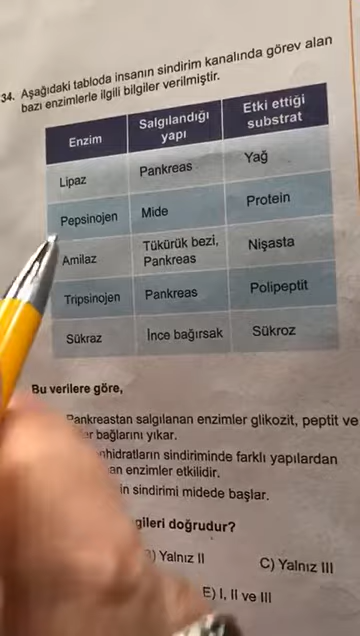 34. Aşağıdaki tabloda insanın sindirim kanalında görev alan
bazı enzimlerle ilgili bilgiler verilmiştir.
Enzim Salgılandığı yapı Etki ettiği substrat
Lipaz Pankreas Yağ
Pepsinojen Mide Protein
Amilaz Tükürük bezi, Pankreas Nişasta
Tripsinojen Pankreas Polipeptit
Sükraz İnce bağırsak Sükroz
Bu verilere göre,
Pankreastan salgılanan enzimler glikozit, peptit ve
bağlarını yıkar.
sindiriminde farklı yapılardan
enzimler etkilidir.
sindirimi midede başlar.
doğrudur?
Yalnız II C) Yalnız III
E) I, II ve III